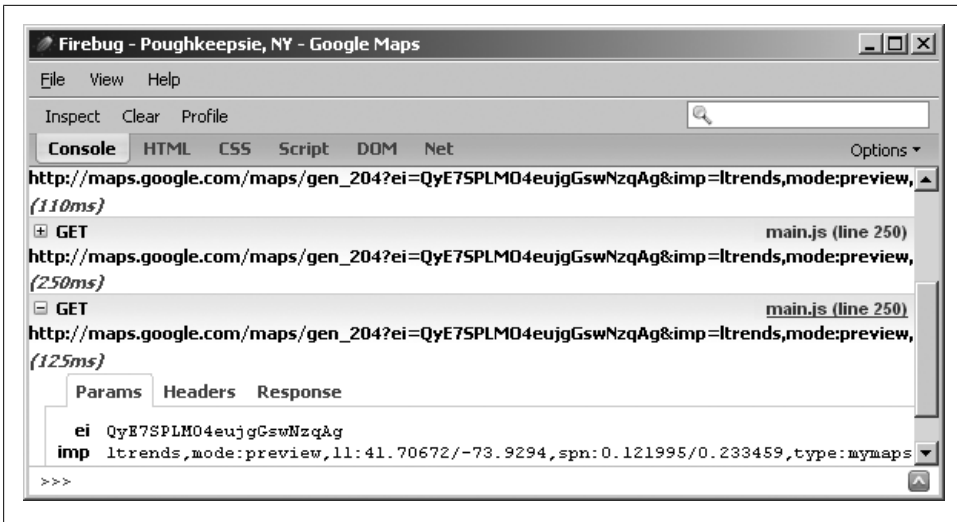 Firebug - Poughkeepsie, NY - Google Maps
File View Help
Inspect Clear Profile
Console HTML CSS Script DOM Net Options
http://maps.google.com/maps/gen_204?ei=QyE7SPLMO4eujgGswNzqAg&imp=ltrends,mode:preview,
(110ms)
GET main.js (line 250)
http://maps.google.com/maps/gen_204?ei=QyE7SPLMO4eujgGswNzqAg&imp=ltrends,mode:preview,
(250ms)
GET main.js (line 250)
http://maps.google.com/maps/gen_204?ei=QyE7SPLMO4eujgGswNzqAg&imp=ltrends,mode:preview,
(125ms)
Params Headers Response
ei QyE7SPLMO4eujgGswNzqAg
imp ltrends,mode:preview,ll:41.70672/-73.9294,spn:0.121995/0.233459,type:mymaps
>>>